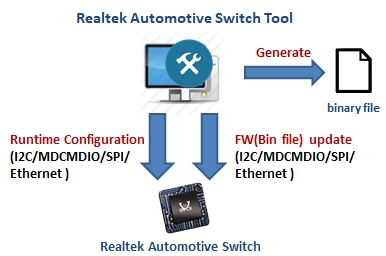 Realtek Automotive Switch Tool
Generate
binary file
Runtime Configuration
(I2C/MDCMDIO/SPI/
Ethernet )
FW(Bin file) update
(I2C/MDCMDIO/SPI/
Ethernet )
Realtek Automotive Switch